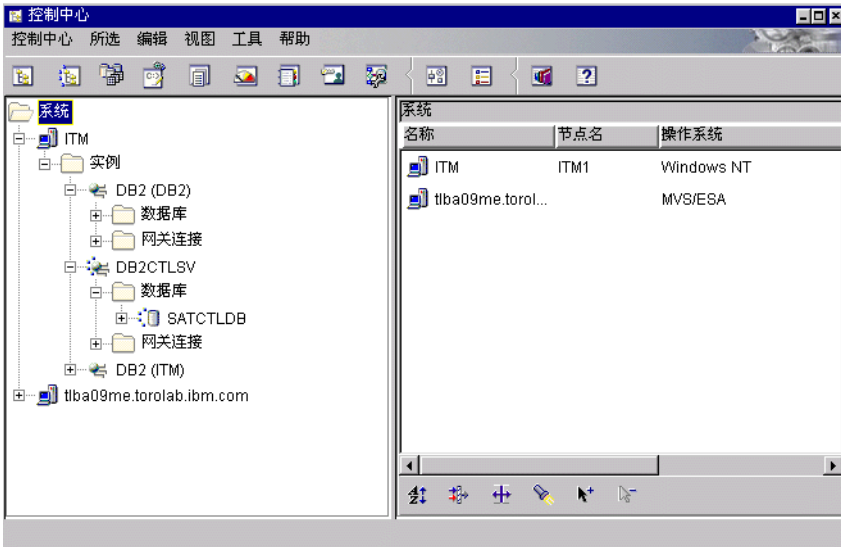 控制中心
控制中心 所选 编辑 视图 工具 帮助
系统
ITM
实例
DB2 (DB2)
数据库
网关连接
DB2CTLSV
数据库
SATCTLDB
网关连接
DB2 (ITM)
tlba09me.torolab.ibm.com
系统
名称 节点名 操作系统
ITM ITM1 Windows NT
tlba09me.torol... MVS/ESA